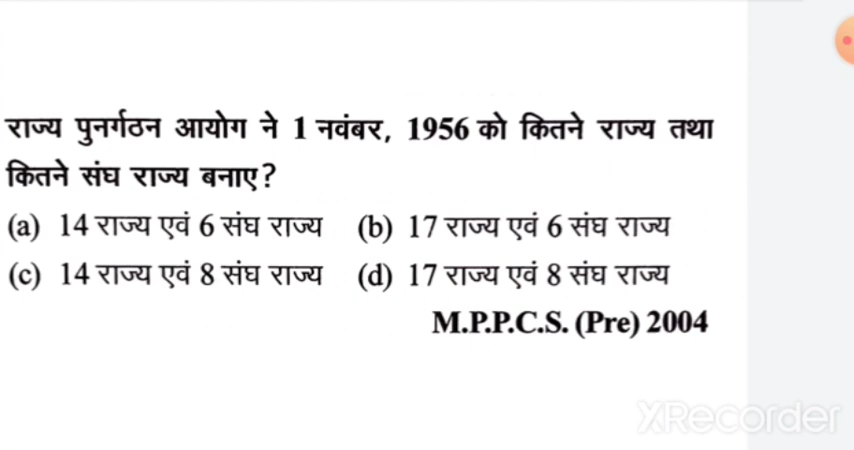 राज्य पुनर्गठन आयोग ने 1 नवंबर, 1956 को कितने राज्य तथा
कितने संघ राज्य बनाए?
(a) 14 राज्य एवं 6 संघ राज्य (b) 17 राज्य एवं 6 संघ राज्य
(c) 14 राज्य एवं 8 संघ राज्य (d) 17 राज्य एवं 8 संघ राज्य
M.P.P.C.S. (Pre) 2004
XRecorder